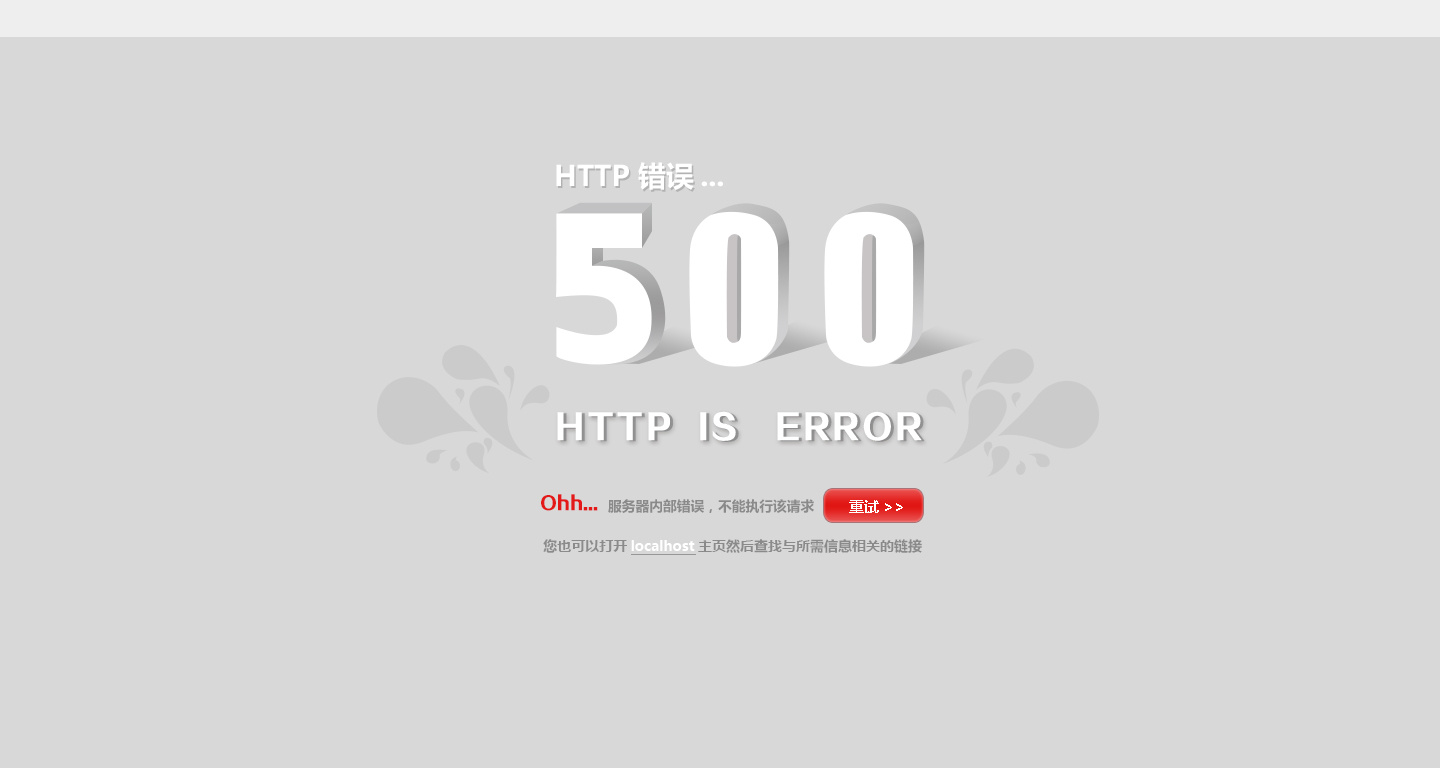 HTTP 错误 ...
500
HTTP IS ERROR
Ohh... 服务器内部错误，不能执行该请求 重试 >>
您也可以打开 localhost 主页然后查找与所需信息相关的链接